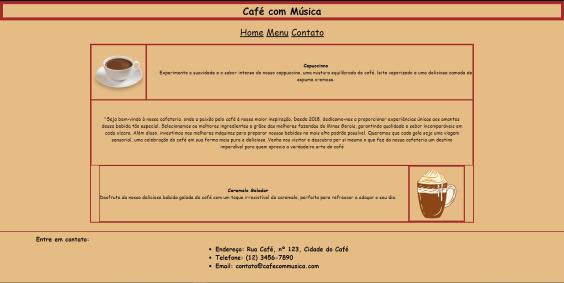 Café com Música
Home Menu Contato
Cappuccino
Experimente a suavidade e o sabor intenso do nosso cappuccino, uma mistura equilibrada do café, leite vaporizado e uma deliciosa camada de
espuma cremosa.
"Seja bem-vindo à nossa cafeteria, onde a paixão pelo café é nossa maior inspiração. Desde 2018, dedicamo-nos a proporcionar experiências únicas aos amantes
dessa bebida tão especial. Selecionamos os melhores ingredientes e grãos das melhores fazendas de Minas Gerais, garantindo qualidade e sabor incomparáveis em
cada xícara. Além disso, investimos nas melhores máquinas para preparar nossas bebidas no mais alto padrão possível. Queremos que cada gole seja uma viagem
sensorial, uma celebração do café em sua forma mais pura e deliciosa. Venha nos visitar e descubra por si mesmo o que faz da nossa cafeteria um destino
imperdível para quem aprecia a verdadeira arte do café
Caramelo Gelado
Desfrute da nossa deliciosa bebida gelada de café com um toque irresistível de caramelo, perfeita para refrescar e adoçar o seu dia.
Entre em contato:
• Endereço: Rua Café, nº 123, Cidade do Café
• Telefone: (12) 3456-7890
• Email: contato@cafecommusica.com